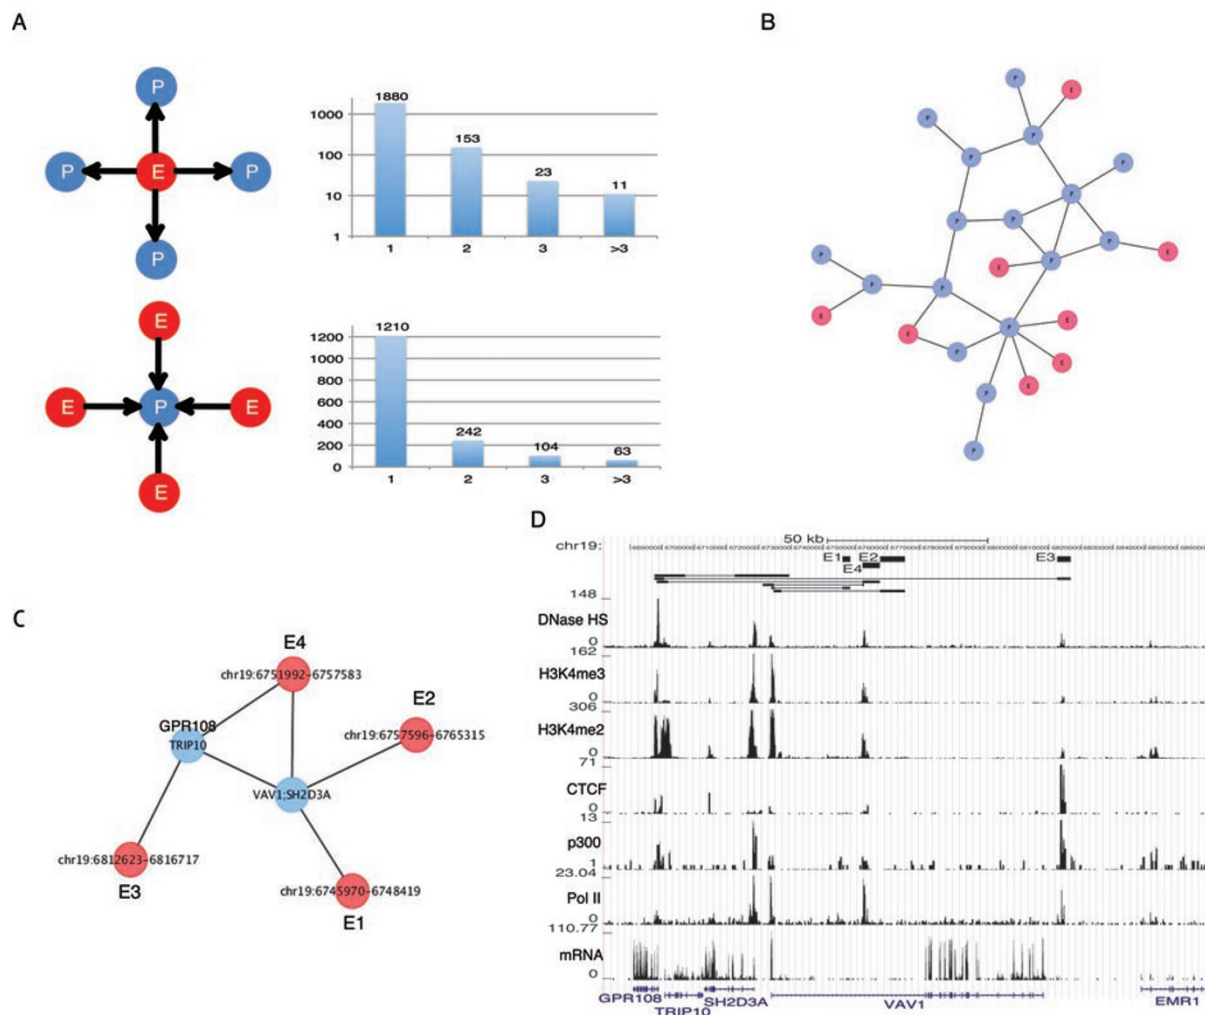 A
B
P
P
E
P
P
1000
100
10
1
1880
153
23
11
1
2
3
>3
E
E
P
E
E
1200
1000
800
600
400
200
0
1210
242
104
63
1
2
3
>3
C
E4
chr19:6751992-6757583
E2
GPR108
TRIP10
chr19:6757596-6765315
VAV1;SH2D3A
chr19:6812623-6816717
E3
chr19:6745970-6748419
E1
D
50 kb
chr19:
E1
E2
E3
E4
148
DNase HS
0
162
H3K4me3
0
306
H3K4me2
0
71
CTCF
0
13
p300
1
23.04
Pol II
0
110.77
mRNA
0
GPR108
SH2D3A
VAV1
EMR1
TRIP10